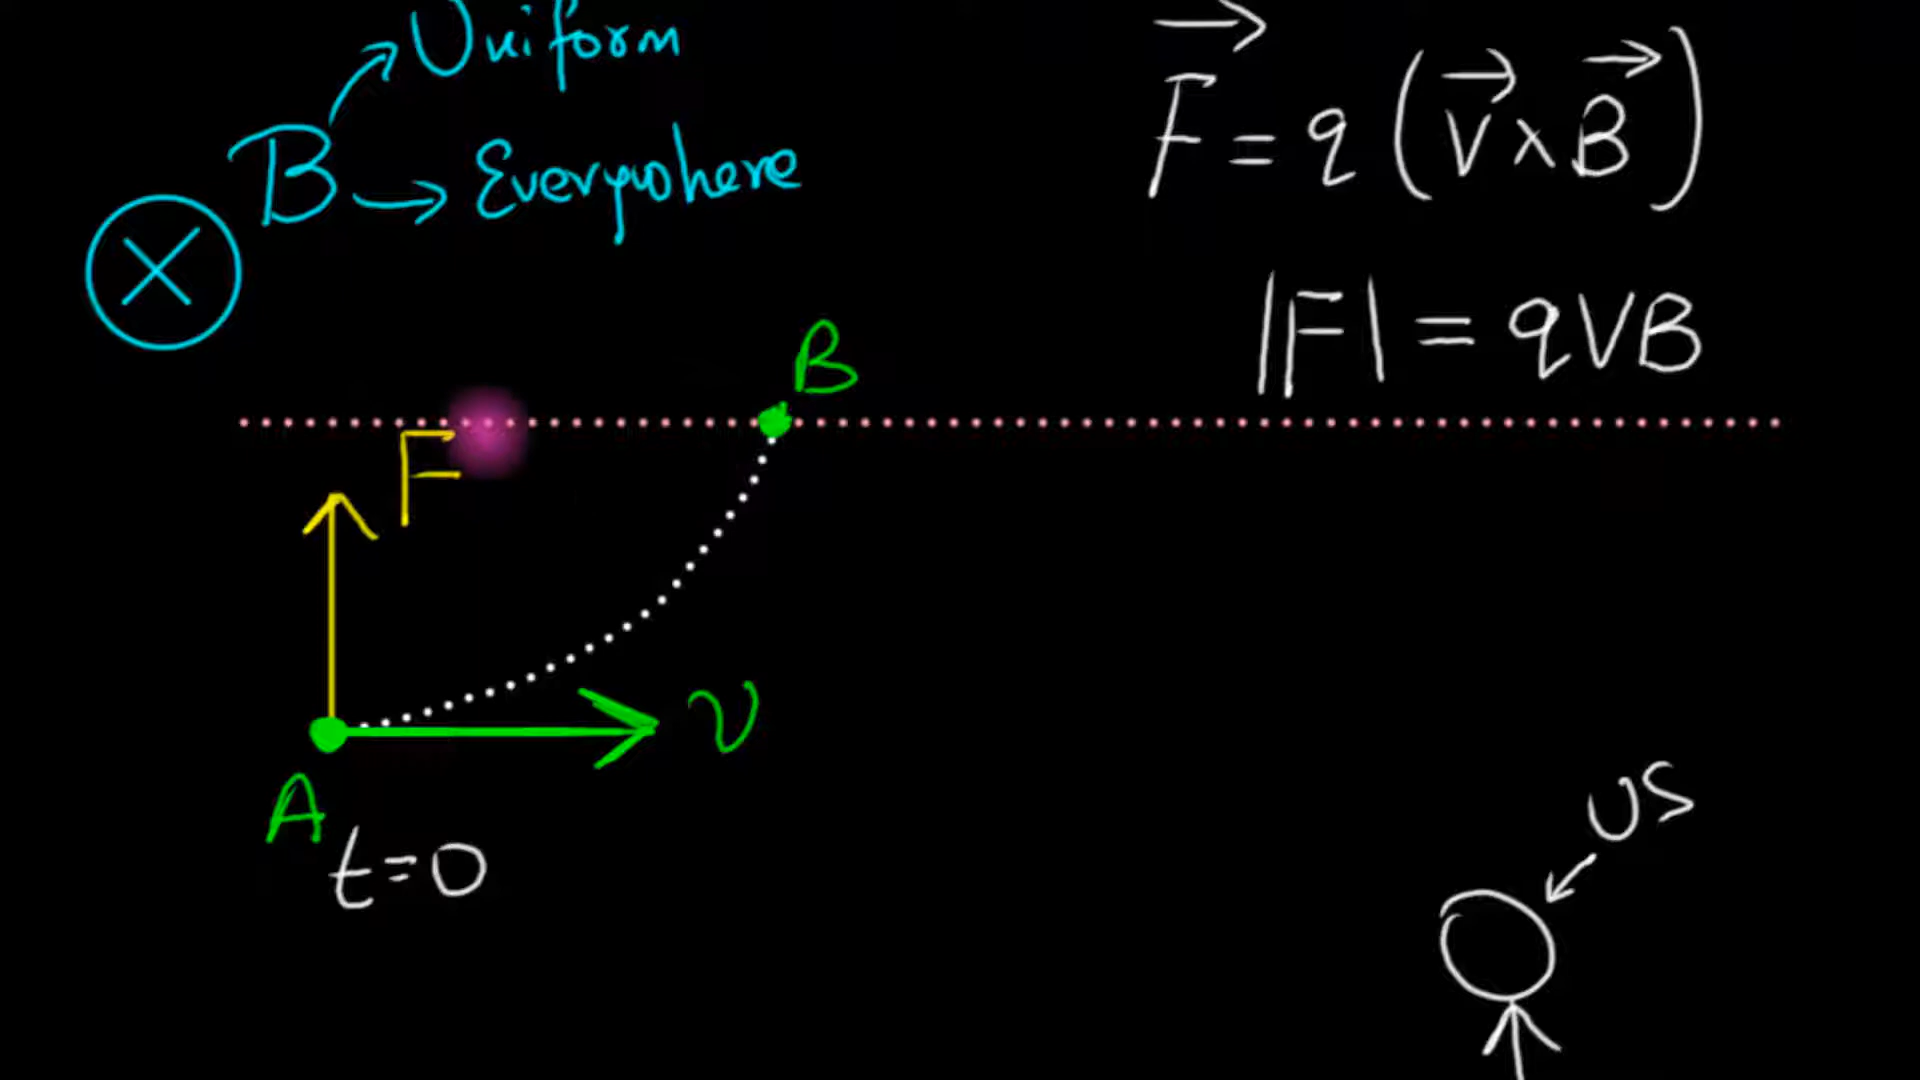 Uniform
B → Everywhere
F = q (V×B)
|F| = qVB
B
F
v
A
t=0
US